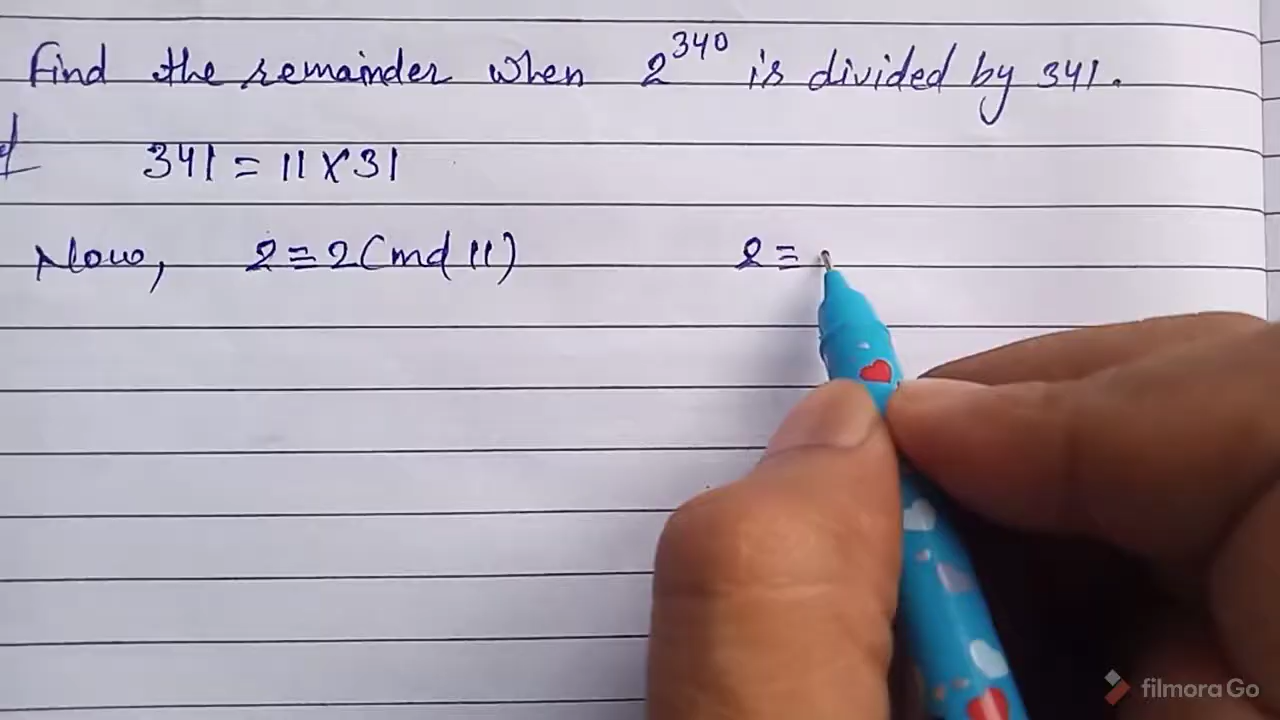 Find the remainder when 2^340 is divided by 341.
341 = 11 X 31
Now, 2 ≡ 2 (md 11) 2 ≡
filmora Go